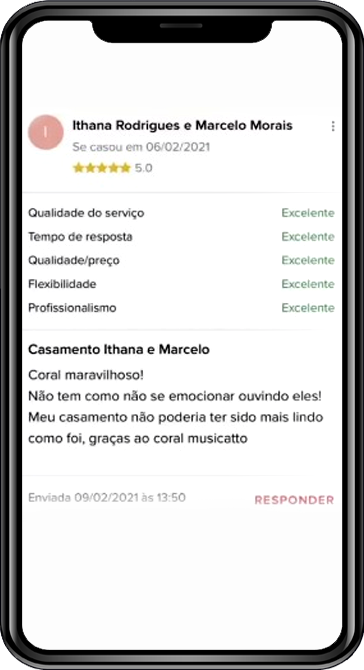 I
Ithana Rodrigues e Marcelo Morais
Se casou em 06/02/2021
5.0
Qualidade do serviço Excelente
Tempo de resposta Excelente
Qualidade/preço Excelente
Flexibilidade Excelente
Profissionalismo Excelente
Casamento Ithana e Marcelo
Coral maravilhoso!
Não tem como não se emocionar ouvindo eles!
Meu casamento não poderia ter sido mais lindo
como foi, graças ao coral musicatto
Enviada 09/02/2021 às 13:50 RESPONDER